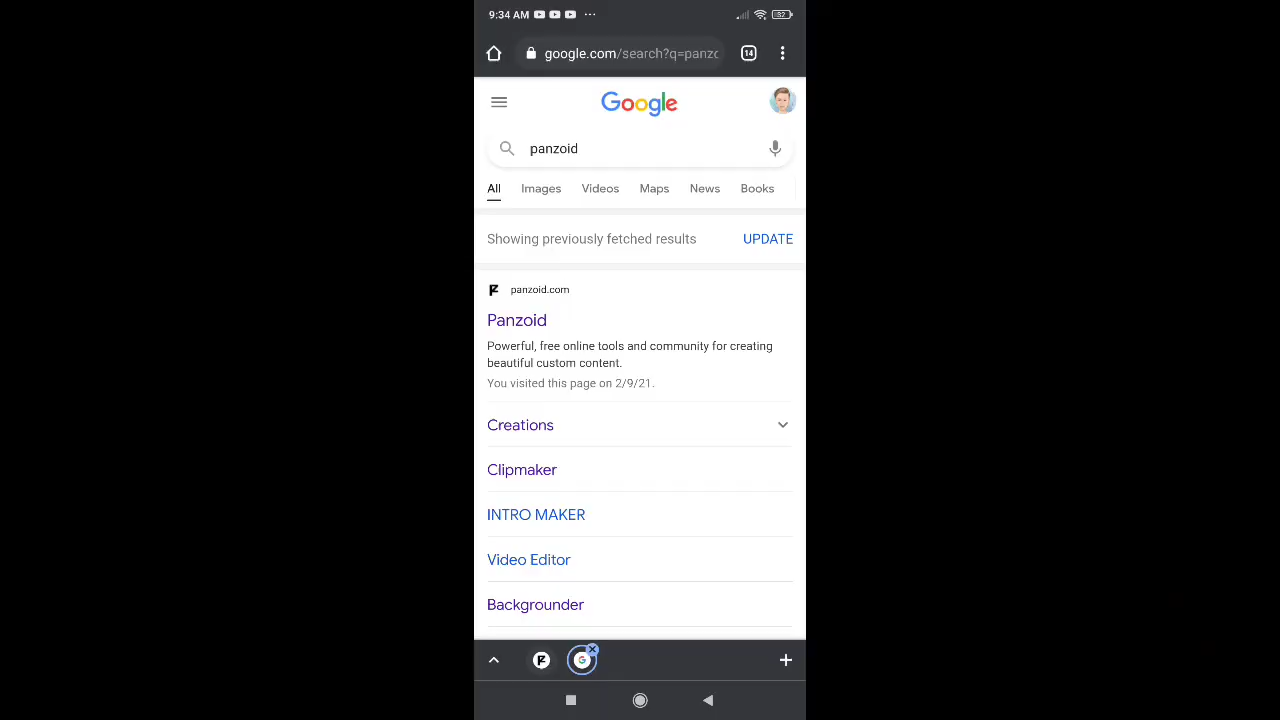 9:34 AM
52
google.com/search?q=panzo
14
Google
panzoid
All Images Videos Maps News Books
Showing previously fetched results UPDATE
panzoid.com
Panzoid
Powerful, free online tools and community for creating
beautiful custom content.
You visited this page on 2/9/21.
Creations
Clipmaker
INTRO MAKER
Video Editor
Backgrounder